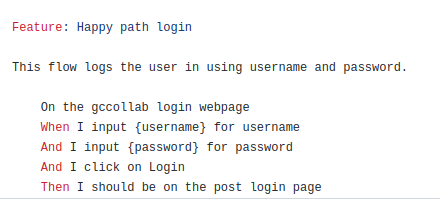 Feature: Happy path login
This flow logs the user in using username and password.
On the gccollab login webpage
When I input {username} for username
And I input {password} for password
And I click on Login
Then I should be on the post login page